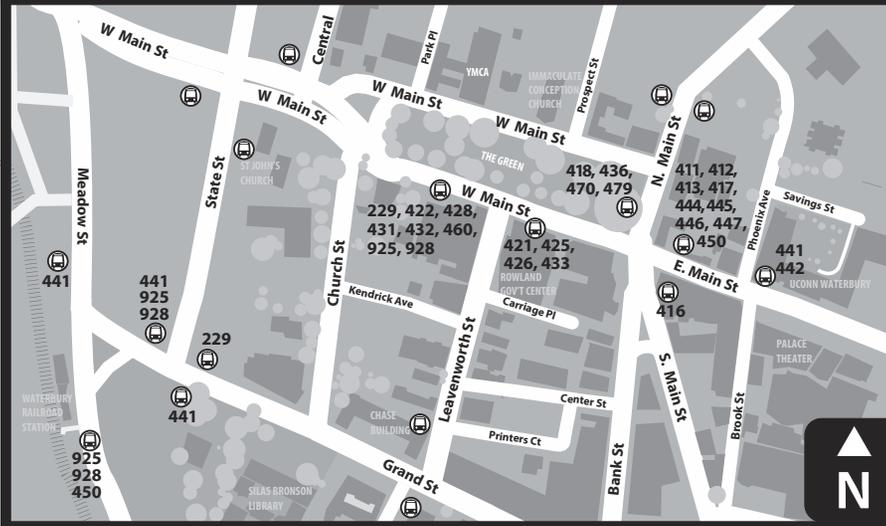 W Main St
Central
Park Pl
YMCA
IMMACULATE
CONCEPTION
CHURCH
Prospect St
W Main St
W Main St
W Main St
N. Main St
THE GREEN
ST JOHN'S
CHURCH
State St
Meadow St
W Main St
418, 436,
470, 479
411, 412,
413, 417,
444, 445,
446, 447,
450
Phoenix Ave
Savings St
229, 422, 428,
431, 432, 460,
925, 928
421, 425,
426, 433
ROWLAND
GOV'T CENTER
E. Main St
441
442
UCONN WATERBURY
441
441
925
928
Church St
Kendrick Ave
Carriage Pl
416
229
PALACE
THEATER
Leavenworth St
S. Main St
WATERBURY
RAILROAD
STATION
441
CHASE
BUILDING
Center St
Printers Ct
Brook St
Bank St
925
928
450
Grand St
SILAS BRONSON
LIBRARY
N